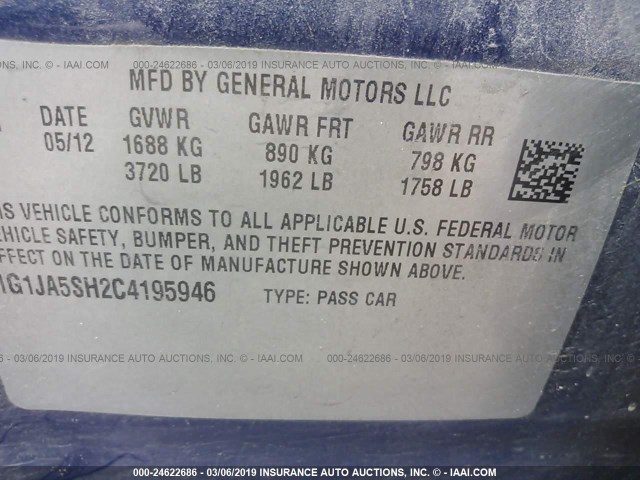 000-24622686 - 03/06/2019 INSURANCE AUTO AUCTIONS, INC. - © IAAI.COM
MFD BY GENERAL MOTORS LLC
DATE GVWR GAWR FRT GAWR RR
05/12 1688 KG 890 KG 798 KG
3720 LB 1962 LB 1758 LB
VEHICLE CONFORMS TO ALL APPLICABLE U.S. FEDERAL MOTOR
SAFETY, BUMPER, AND THEFT PREVENTION STANDARDS IN
ON THE DATE OF MANUFACTURE SHOWN ABOVE.
1G1JA5SH2C4195946 TYPE: PASS CAR
000-24622686 - 03/06/2019 INSURANCE AUTO AUCTIONS, INC. - © IAAI.COM
000-24622686 - 03/06/2019 INSURANCE AUTO AUCTIONS, INC. - © IAAI.COM